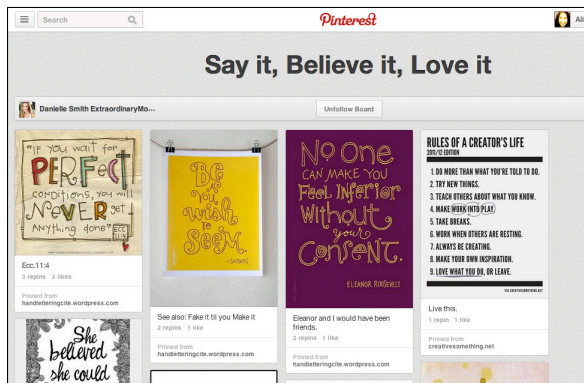 Search
Pinterest
Ali
Say it, Believe it, Love it
Danielle Smith ExtraordinaryMo...
Unfollow Board
"IF YOU wait for
PERFECT
CONDITIONS, YOU will
NEVER get
ANYthing done"
ECC
11:4
Ecc.11:4
3 repins 2 likes
Pinned from
handletteringcite.wordpress.com
She
believed
she could
Be
as
You
wish
to
Seem.
- SOCRATES
See also: Fake it til you Make it
2 repins 1 like
Pinned from
handletteringcite.wordpress.com
No One
CAN MAKE YOU
Feel Inferior
Without
your
Consent.
ELEANOR ROOSEVELT
Eleanor and I would have been
friends.
2 repins 1 like
Pinned from
handletteringcite.wordpress.com
RULES OF A CREATOR'S LIFE
2011/12 EDITION
1. DO MORE THAN WHAT YOU'RE TOLD TO DO.
2. TRY NEW THINGS.
3. TEACH OTHERS ABOUT WHAT YOU KNOW.
4. MAKE WORK INTO PLAY.
5. TAKE BREAKS.
6. WORK WHEN OTHERS ARE RESTING.
7. ALWAYS BE CREATING.
8. MAKE YOUR OWN INSPIRATION.
9. LOVE WHAT YOU DO, OR LEAVE.
VIA CREATIVESOMETHING.NET
Live this.
1 repin 1 like
Pinned from
creativesomething.net